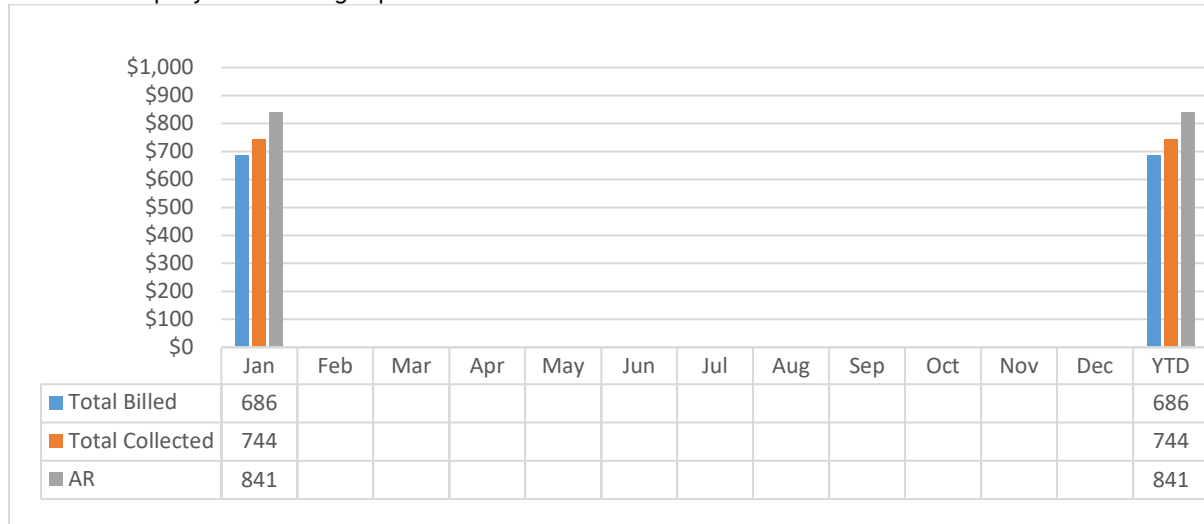 $1,000
$900
$800
$700
$600
$500
$400
$300
$200
$100
$0
Jan Feb Mar Apr May Jun Jul Aug Sep Oct Nov Dec YTD
Total Billed 686 686
Total Collected 744 744
AR 841 841